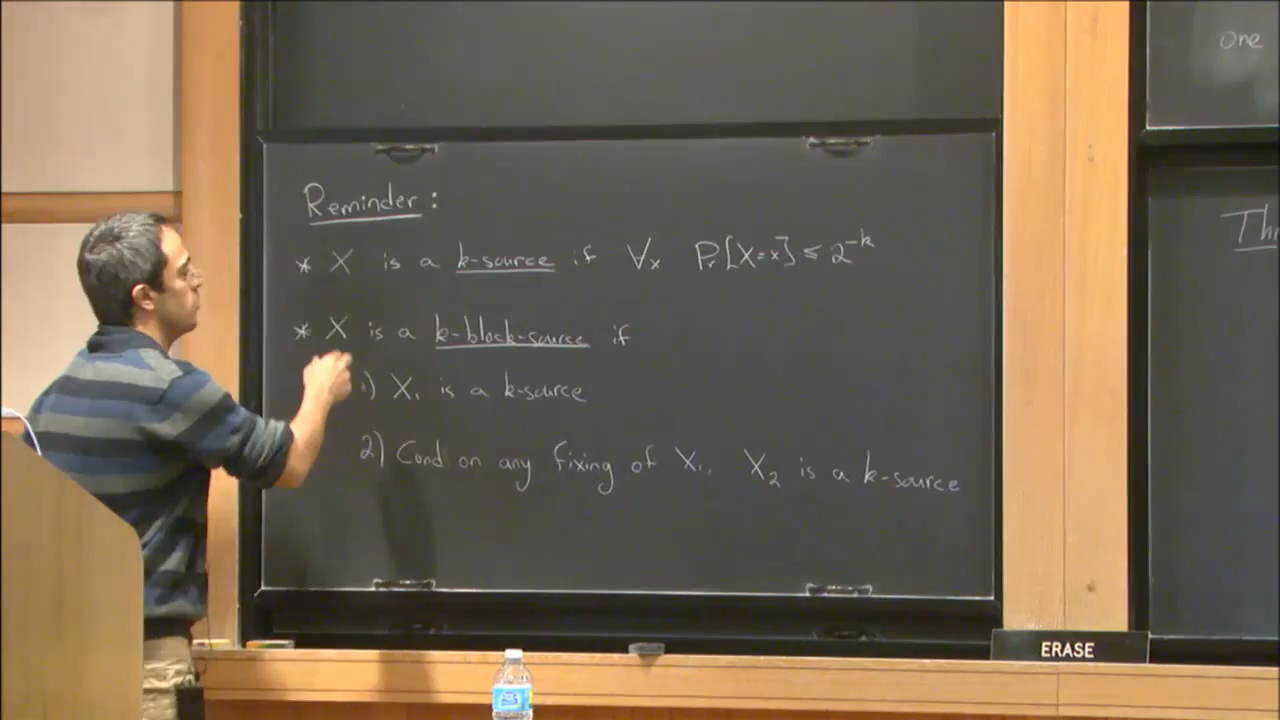 Reminder:
* X is a k-source if ∀x Pr[X=x] ≤ 2^-k
* X is a k-block-source if
1) X₁ is a k-source
2) Cond on any fixing of X₁, X₂ is a k-source
One
ERASE